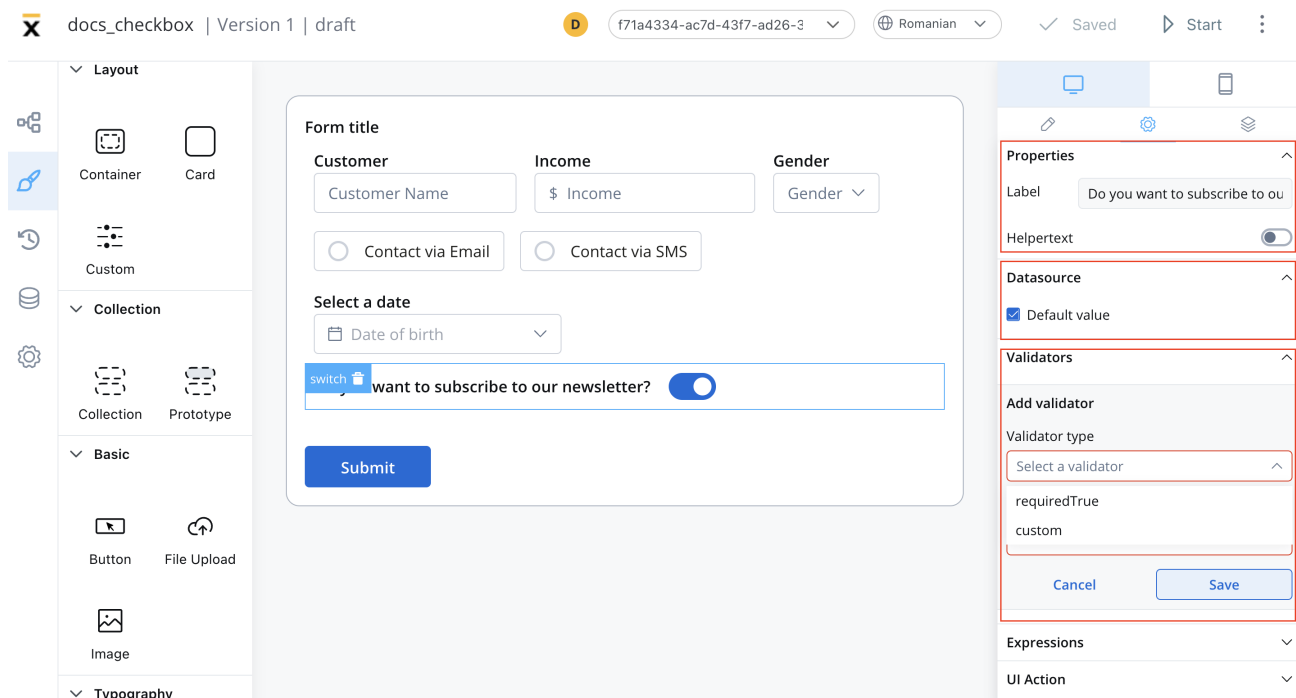 docs_checkbox | Version 1 | draft
D
f71a4334-ac7d-43f7-ad26-3
Romanian
Saved
Start
Layout
Container
Card
Custom
Collection
Collection
Prototype
Basic
Button
File Upload
Image
Typography
Form title
Customer
Income
Gender
Customer Name
$ Income
Gender
Contact via Email
Contact via SMS
Select a date
Date of birth
switch
want to subscribe to our newsletter?
Submit
Properties
Label
Do you want to subscribe to ou
Helpertext
Datasource
Default value
Validators
Add validator
Validator type
Select a validator
requiredTrue
custom
Cancel
Save
Expressions
UI Action